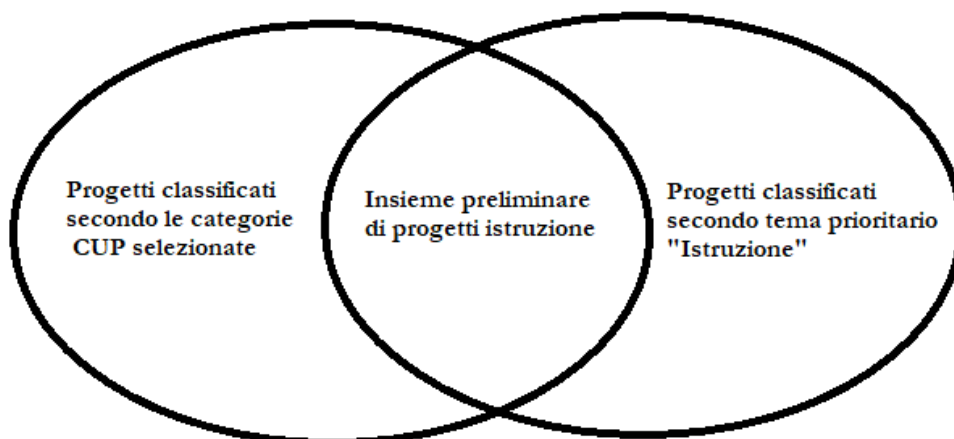 Progetti classificati
secondo le categorie
CUP selezionate
Insieme preliminare
di progetti istruzione
Progetti classificati
secondo tema prioritario
"Istruzione"